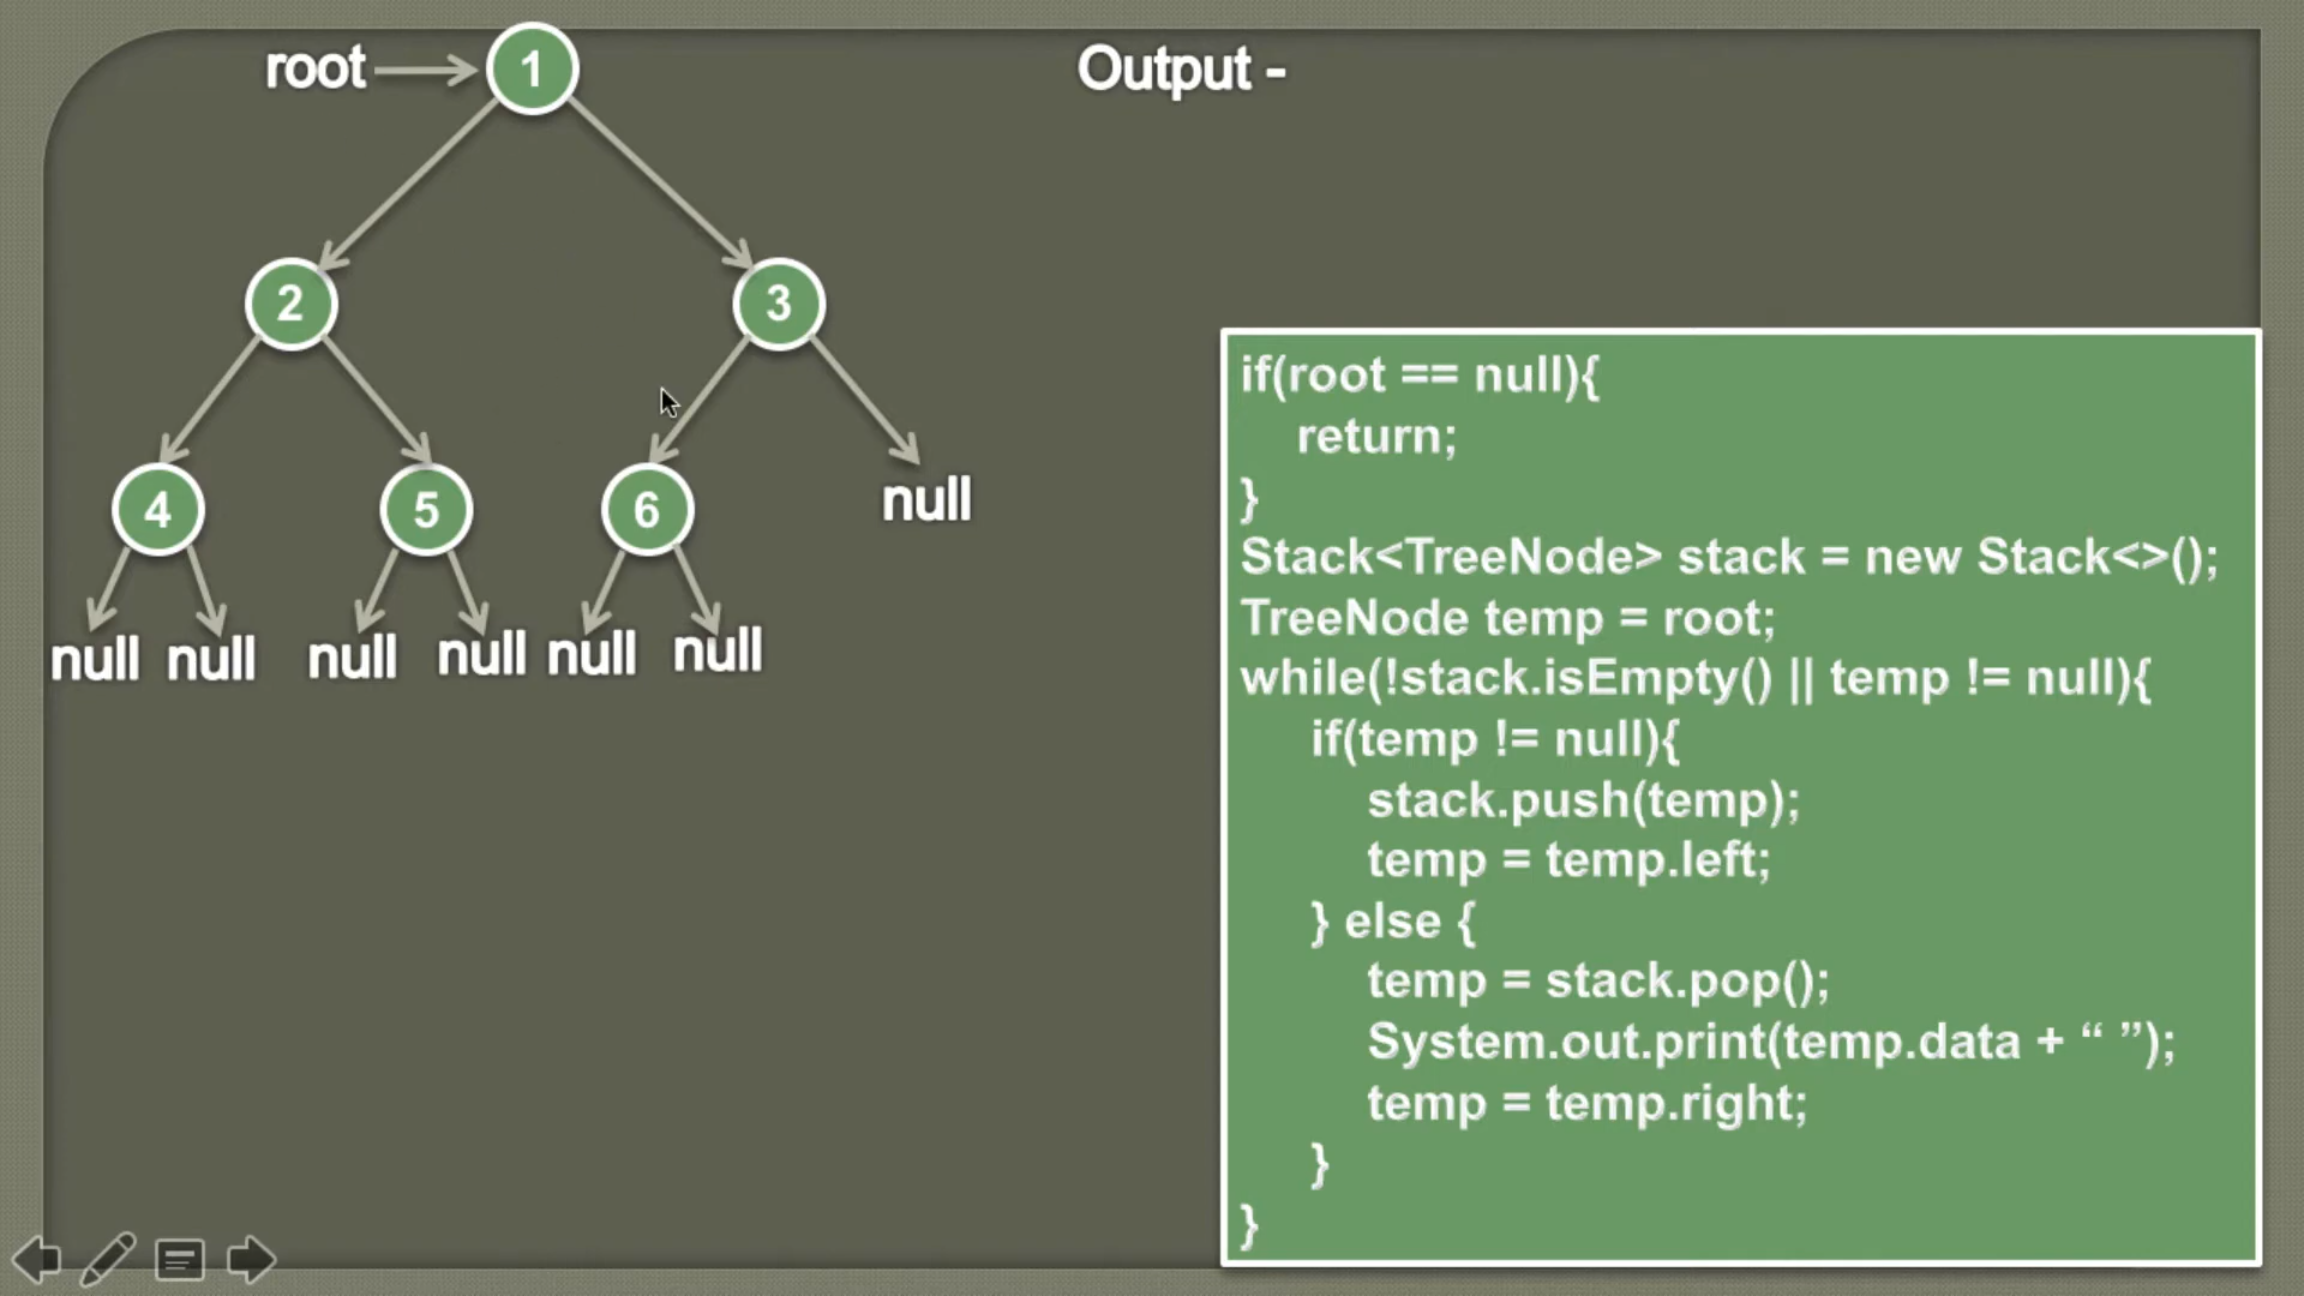 root
1
Output -
2
3
4
5
6
null
null
null
null
null
null
null
if(root == null){
return;
}
Stack<TreeNode> stack = new Stack<>();
TreeNode temp = root;
while(!stack.isEmpty() || temp != null){
if(temp != null){
stack.push(temp);
temp = temp.left;
} else {
temp = stack.pop();
System.out.print(temp.data + “ ”);
temp = temp.right;
}
}